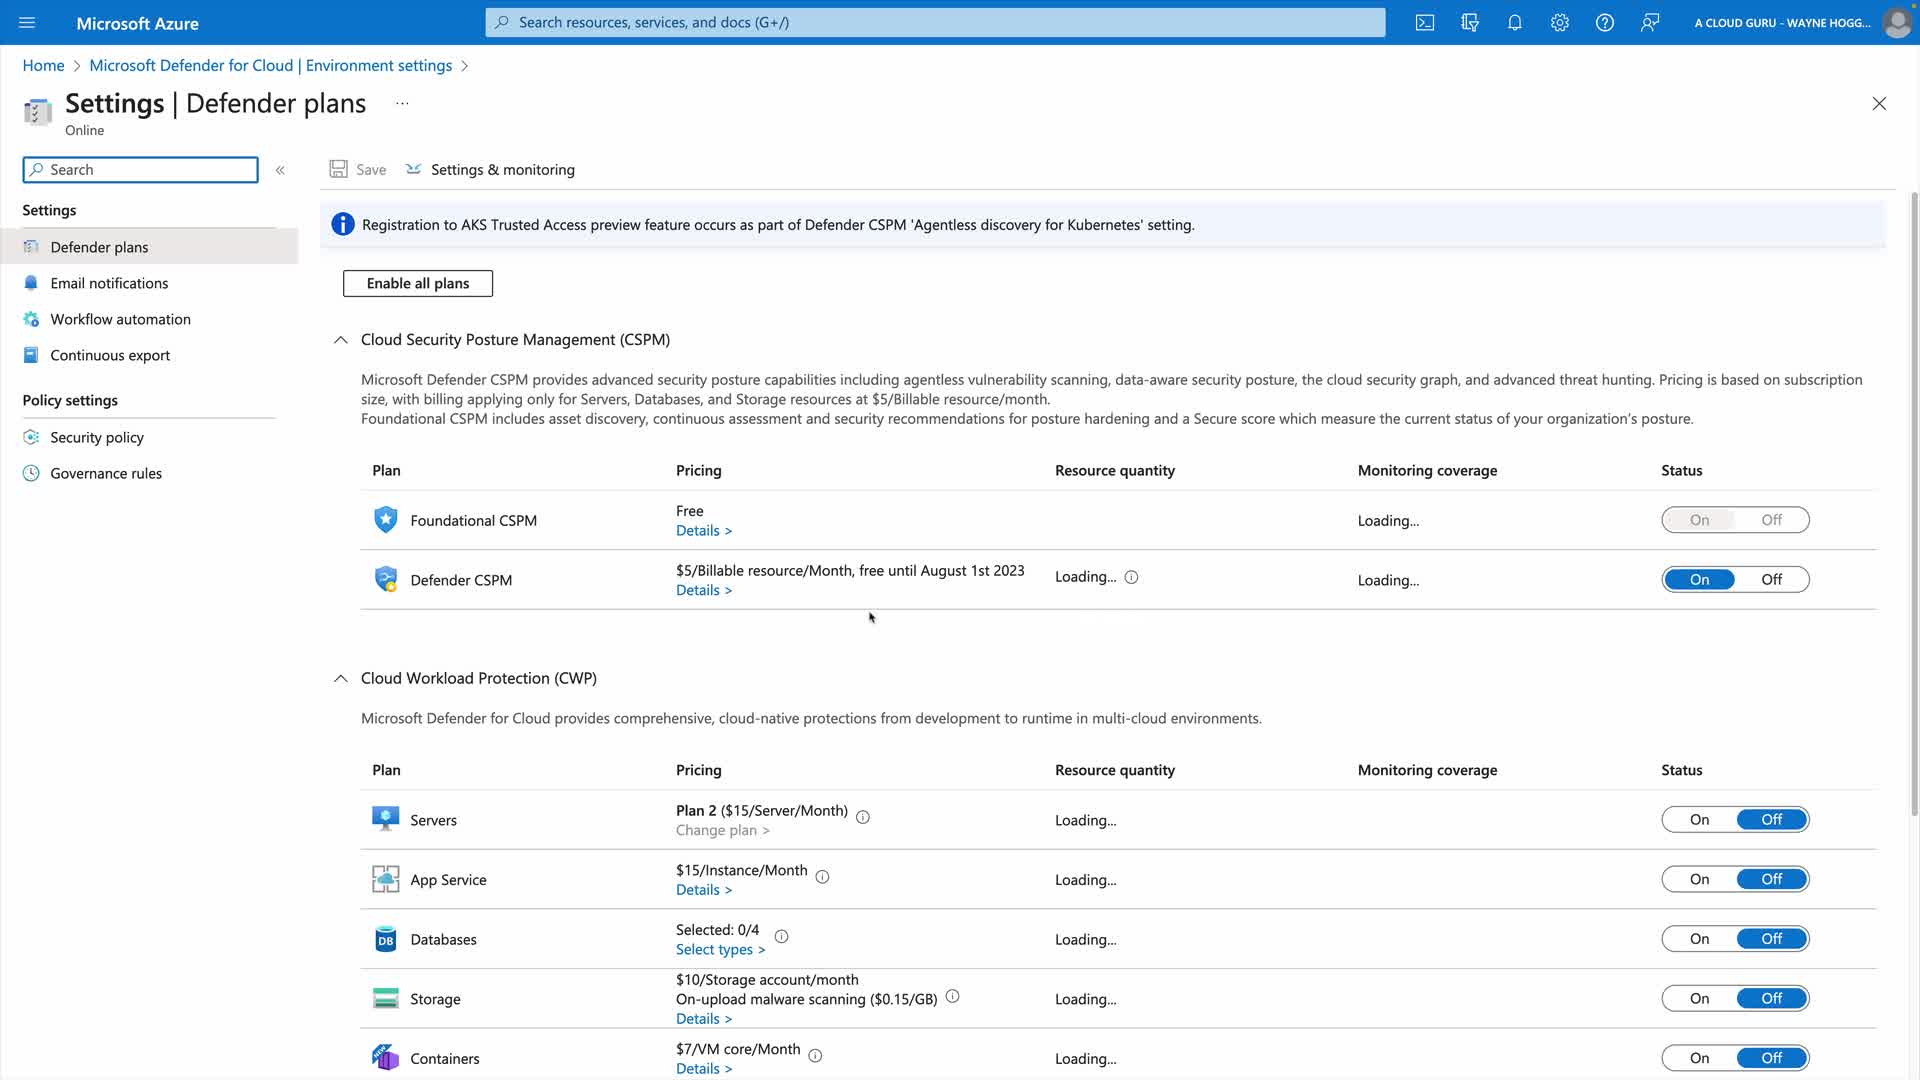 Microsoft Azure
Search resources, services, and docs (G+/)
A CLOUD GURU - WAYNE HOGG...
Home > Microsoft Defender for Cloud | Environment settings >
Settings | Defender plans ...
Online
Search
«
Save
Settings & monitoring
Settings
Defender plans
Email notifications
Workflow automation
Continuous export
Policy settings
Security policy
Governance rules
Registration to AKS Trusted Access preview feature occurs as part of Defender CSPM 'Agentless discovery for Kubernetes' setting.
Enable all plans
Cloud Security Posture Management (CSPM)
Microsoft Defender CSPM provides advanced security posture capabilities including agentless vulnerability scanning, data-aware security posture, the cloud security graph, and advanced threat hunting. Pricing is based on subscription
size, with billing applying only for Servers, Databases, and Storage resources at $5/Billable resource/month.
Foundational CSPM includes asset discovery, continuous assessment and security recommendations for posture hardening and a Secure score which measure the current status of your organization's posture.
Plan Pricing Resource quantity Monitoring coverage Status
Foundational CSPM Free Loading... On Off
Details >
Defender CSPM $5/Billable resource/Month, free until August 1st 2023 Loading... Loading... On Off
Details >
Cloud Workload Protection (CWP)
Microsoft Defender for Cloud provides comprehensive, cloud-native protections from development to runtime in multi-cloud environments.
Plan Pricing Resource quantity Monitoring coverage Status
Servers Plan 2 ($15/Server/Month) Loading... On Off
Change plan >
App Service $15/Instance/Month Loading... On Off
Details >
DB Databases Selected: 0/4 Loading... On Off
Select types >
$10/Storage account/month
Storage On-upload malware scanning ($0.15/GB) Loading... On Off
Details >
NEW Containers $7/VM core/Month Loading... On Off
Details >